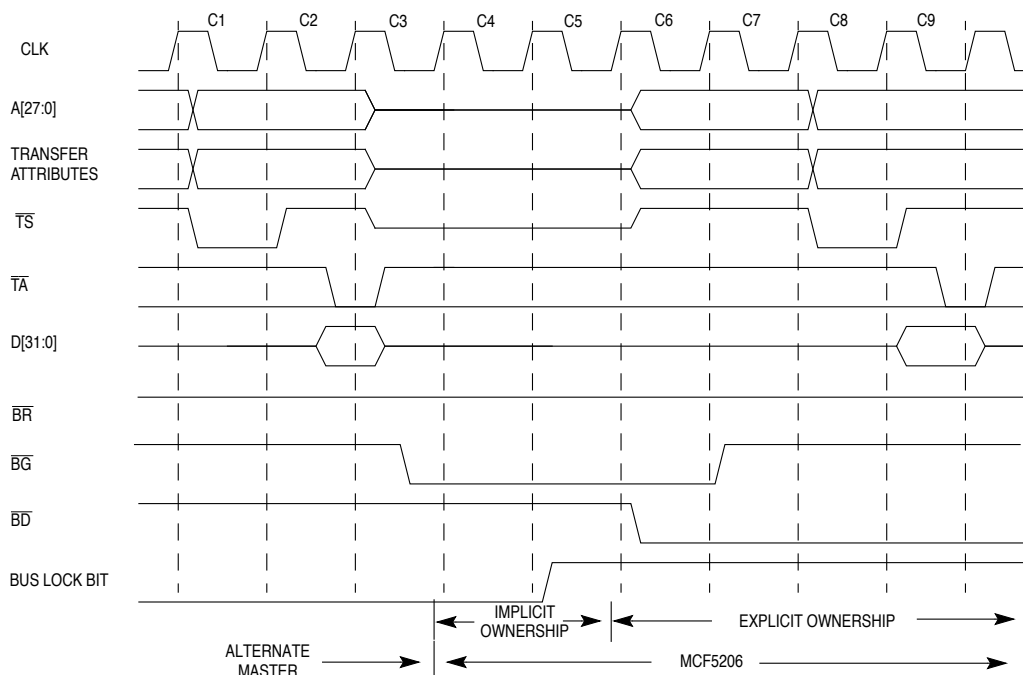 C1 C2 C3 C4 C5 C6 C7 C8 C9
CLK
A[27:0]
TRANSFER
ATTRIBUTES
TS
TA
D[31:0]
BR
BG
BD
BUS LOCK BIT
IMPLICIT
OWNERSHIP
EXPLICIT OWNERSHIP
ALTERNATE
MASTER
MCF5206